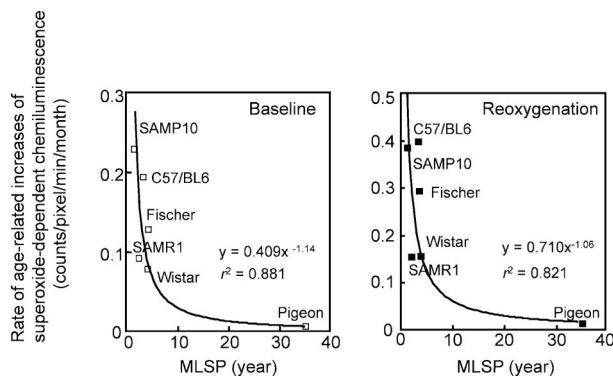 Rate of age-related increases of
superoxide-dependent chemiluminescence
(counts/pixel/min/month)
Baseline
0.3
0.2
0.1
0
SAMP10
C57/BL6
Fischer
SAMR1
Wistar
y = 0.409x -1.14
r² = 0.881
Pigeon
0 10 20 30 40
MLSP (year)
Reoxygenation
0.5
0.4
0.3
0.2
0.1
0
C57/BL6
SAMP10
Fischer
Wistar
SAMR1
y = 0.710x-1.06
r² = 0.821
Pigeon
0 10 20 30 40
MLSP (year)